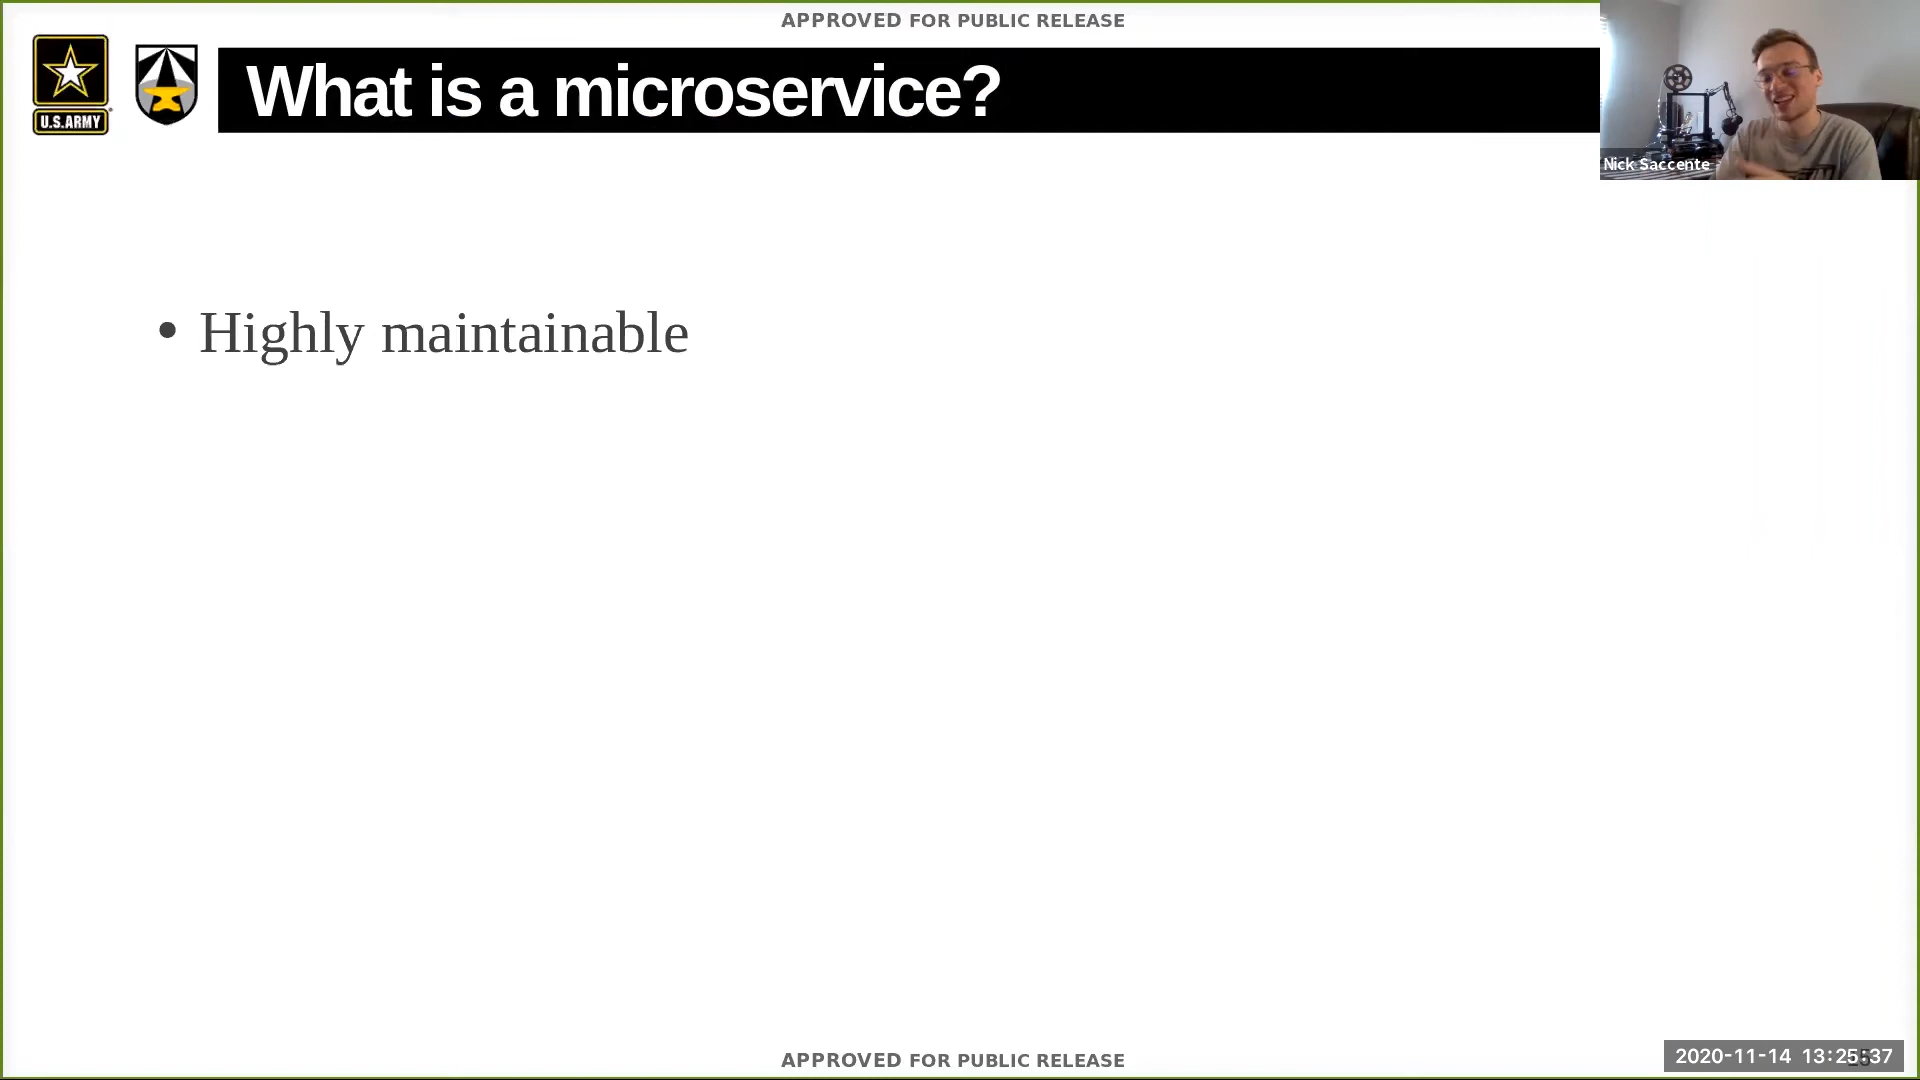 APPROVED FOR PUBLIC RELEASE
U.S.ARMY
What is a microservice?
Nick Saccente
• Highly maintainable
APPROVED FOR PUBLIC RELEASE
2020-11-14 13:25:37